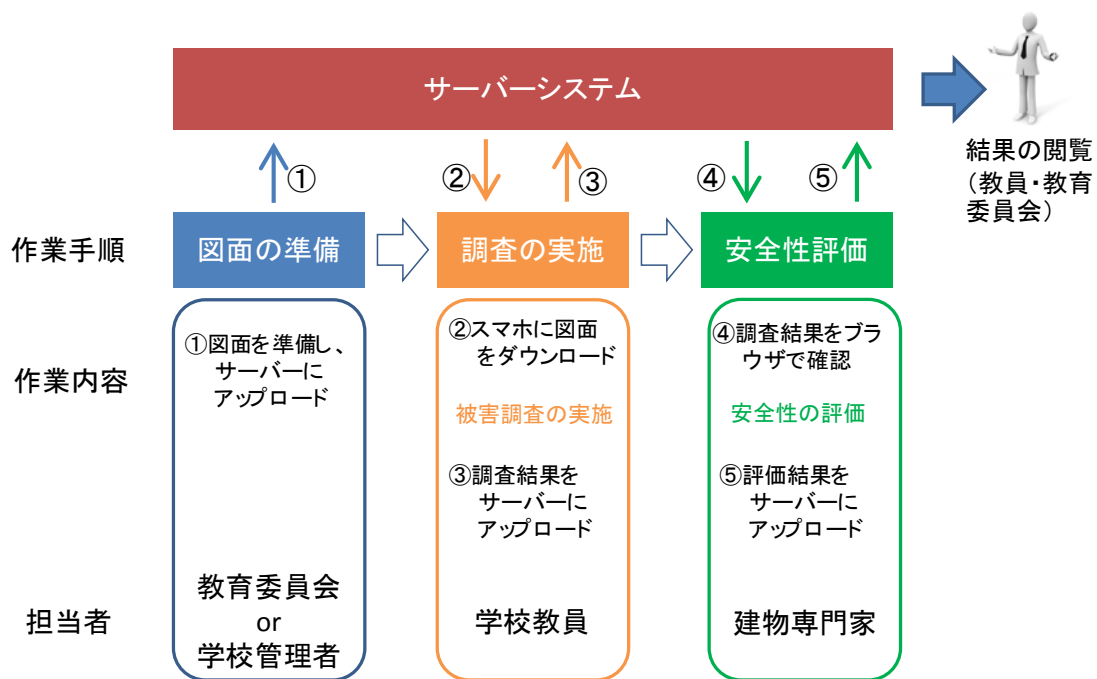 サーバーシステム
結果の閲覧
（教員・教育
委員会）
①
②
③
④
⑤
作業手順
図面の準備
調査の実施
安全性評価
作業内容
①図面を準備し、
サーバーに
アップロード
②スマホに図面
をダウンロード
被害調査の実施
③調査結果を
サーバーに
アップロード
④調査結果をブラ
ウザで確認
安全性の評価
⑤評価結果を
サーバーに
アップロード
担当者
教育委員会
or
学校管理者
学校教員
建物専門家